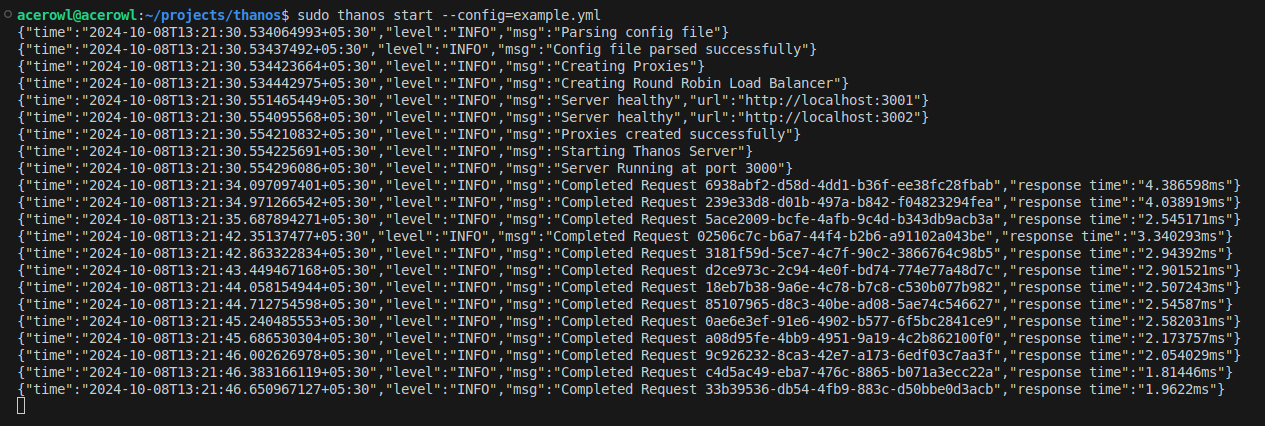 acerowl@acerowl:~/projects/thanos$ sudo thanos start --config=example.yml
{"time":"2024-10-08T13:21:30.534064993+05:30","level":"INFO","msg":"Parsing config file"}
{"time":"2024-10-08T13:21:30.53437492+05:30","level":"INFO","msg":"Config file parsed successfully"}
{"time":"2024-10-08T13:21:30.534423664+05:30","level":"INFO","msg":"Creating Proxies"}
{"time":"2024-10-08T13:21:30.534442975+05:30","level":"INFO","msg":"Creating Round Robin Load Balancer"}
{"time":"2024-10-08T13:21:30.551465449+05:30","level":"INFO","msg":"Server healthy","url":"http://localhost:3001"}
{"time":"2024-10-08T13:21:30.554095568+05:30","level":"INFO","msg":"Server healthy","url":"http://localhost:3002"}
{"time":"2024-10-08T13:21:30.554210832+05:30","level":"INFO","msg":"Proxies created successfully"}
{"time":"2024-10-08T13:21:30.554225691+05:30","level":"INFO","msg":"Starting Thanos Server"}
{"time":"2024-10-08T13:21:30.554296086+05:30","level":"INFO","msg":"Server Running at port 3000"}
{"time":"2024-10-08T13:21:34.097097401+05:30","level":"INFO","msg":"Completed Request 6938abf2-d58d-4dd1-b36f-ee38fc28fbab","response time":"4.386598ms"}
{"time":"2024-10-08T13:21:34.971266542+05:30","level":"INFO","msg":"Completed Request 239e33d8-d01b-497a-b842-f04823294fea","response time":"4.038919ms"}
{"time":"2024-10-08T13:21:35.687894271+05:30","level":"INFO","msg":"Completed Request 5ace2009-bcfe-4afb-9c4d-b343db9acb3a","response time":"2.545171ms"}
{"time":"2024-10-08T13:21:42.35137477+05:30","level":"INFO","msg":"Completed Request 02506c7c-b6a7-44f4-b2b6-a91102a043be","response time":"3.340293ms"}
{"time":"2024-10-08T13:21:42.863322834+05:30","level":"INFO","msg":"Completed Request 3181f59d-5ce7-4c7f-90c2-3866764c98b5","response time":"2.94392ms"}
{"time":"2024-10-08T13:21:43.449467168+05:30","level":"INFO","msg":"Completed Request d2ce973c-2c94-4e0f-bd74-774e77a48d7c","response time":"2.901521ms"}
{"time":"2024-10-08T13:21:44.058154944+05:30","level":"INFO","msg":"Completed Request 18eb7b38-9a6e-4c78-b7c8-c530b077b982","response time":"2.507243ms"}
{"time":"2024-10-08T13:21:44.712754598+05:30","level":"INFO","msg":"Completed Request 85107965-d8c3-40be-ad08-5ae74c546627","response time":"2.54587ms"}
{"time":"2024-10-08T13:21:45.240485553+05:30","level":"INFO","msg":"Completed Request 0ae6e3ef-91e6-4902-b577-6f5bc2841ce9","response time":"2.582031ms"}
{"time":"2024-10-08T13:21:45.686530304+05:30","level":"INFO","msg":"Completed Request a08d95fe-4bb9-4951-9a19-4c2b862100f0","response time":"2.173757ms"}
{"time":"2024-10-08T13:21:46.002626978+05:30","level":"INFO","msg":"Completed Request 9c926232-8ca3-42e7-a173-6edf03c7aa3f","response time":"2.054029ms"}
{"time":"2024-10-08T13:21:46.383166119+05:30","level":"INFO","msg":"Completed Request c4d5ac49-eba7-476c-8865-b071a3ecc22a","response time":"1.81446ms"}
{"time":"2024-10-08T13:21:46.650967127+05:30","level":"INFO","msg":"Completed Request 33b39536-db54-4fb9-883c-d50bbe0d3acb","response time":"1.9622ms"}